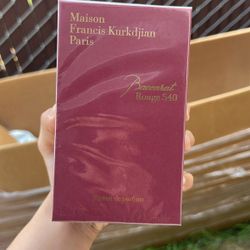 Maison
Francis Kurkdjian
Paris
Baccarat
Rouge 540
Extrait de parfum